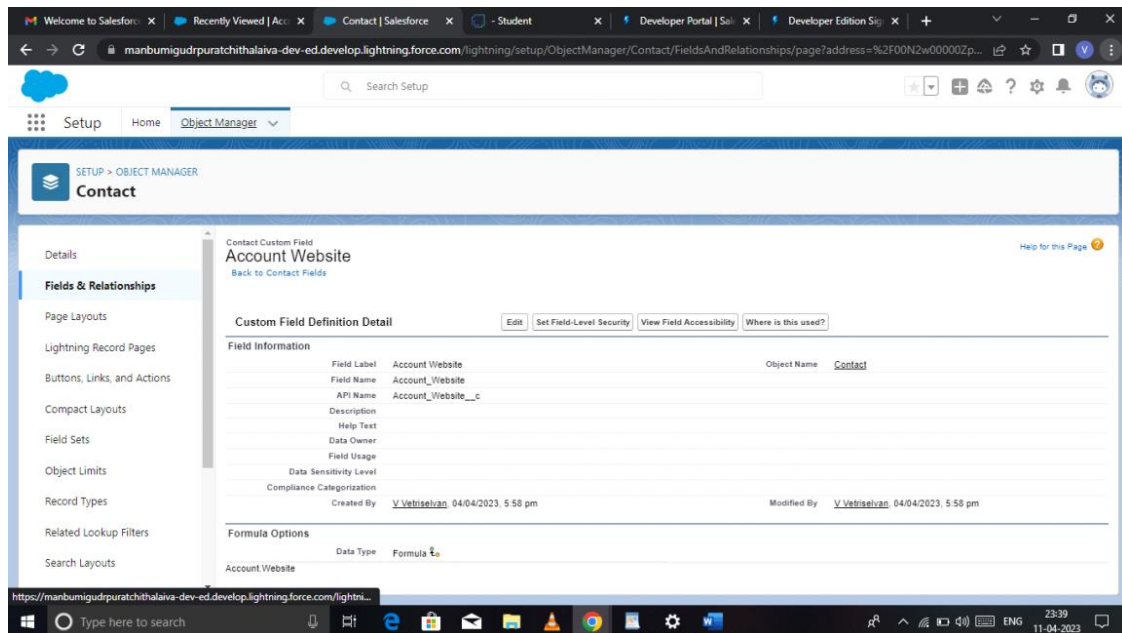 Welcome to Salesforc
Recently Viewed | Acc
Contact | Salesforce
- Student
Developer Portal | Sal
Developer Edition Sig
manbumigudrpuratchithalaiva-dev-ed.develop.lightning.force.com/lightning/setup/ObjectManager/Contact/FieldsAndRelationships/page?address=%2F00N2w00000Zp...
V
Search Setup
Setup
Home
Object Manager
SETUP > OBJECT MANAGER
Contact
Details
Fields & Relationships
Page Layouts
Lightning Record Pages
Buttons, Links, and Actions
Compact Layouts
Field Sets
Object Limits
Record Types
Related Lookup Filters
Search Layouts
Contact Custom Field
Account Website
Back to Contact Fields
Help for this Page
Custom Field Definition Detail
Edit
Set Field-Level Security
View Field Accessibility
Where is this used?
Field Information
Field Label Account Website Object Name Contact
Field Name Account_Website
API Name Account_Website__c
Description
Help Text
Data Owner
Field Usage
Data Sensitivity Level
Compliance Categorization
Created By V Vetriselvan, 04/04/2023, 5:58 pm Modified By V Vetriselvan, 04/04/2023, 5:58 pm
Formula Options
Data Type Formula
Account.Website
https://manbumigudrpuratchithalaiva-dev-ed.develop.lightning.force.com/lightni...
Type here to search
ENG
23:39
11-04-2023